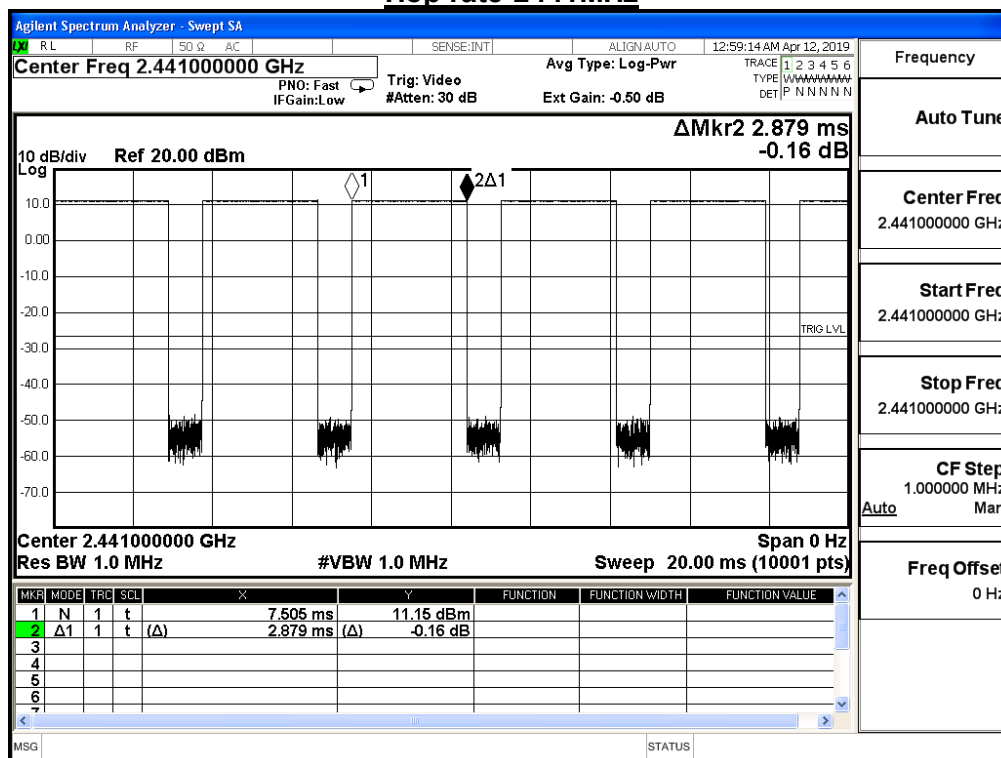 Hop rate 2441MHz
Agilent Spectrum Analyzer - Swept SA
LXI RL RF 50 Ω AC SENSE:INT ALIGN AUTO 12:59:14 AM Apr 12, 2019
Center Freq 2.441000000 GHz
PNO: Fast
IFGain:Low
Trig: Video
#Atten: 30 dB
Avg Type: Log-Pwr
Ext Gain: -0.50 dB
TRACE 1 2 3 4 5 6
TYPE WWWWWW
DET P N N N N N
ΔMkr2 2.879 ms
-0.16 dB
10 dB/div Ref 20.00 dBm
Log
1
2Δ1
10.0
0.00
-10.0
-20.0
TRIG LVL
-30.0
-40.0
-50.0
-60.0
-70.0
Center 2.441000000 GHz Span 0 Hz
Res BW 1.0 MHz #VBW 1.0 MHz Sweep 20.00 ms (10001 pts)
MKR MODE TRC SCL X Y FUNCTION FUNCTION WIDTH FUNCTION VALUE
1 N 1 t 7.505 ms 11.15 dBm
2 Δ1 1 t (Δ) 2.879 ms (Δ) -0.16 dB
3
4
5
6
7
MSG STATUS
Frequency
Auto Tune
Center Freq
2.441000000 GHz
Start Freq
2.441000000 GHz
Stop Freq
2.441000000 GHz
CF Step
1.000000 MHz
Auto Man
Freq Offset
0 Hz